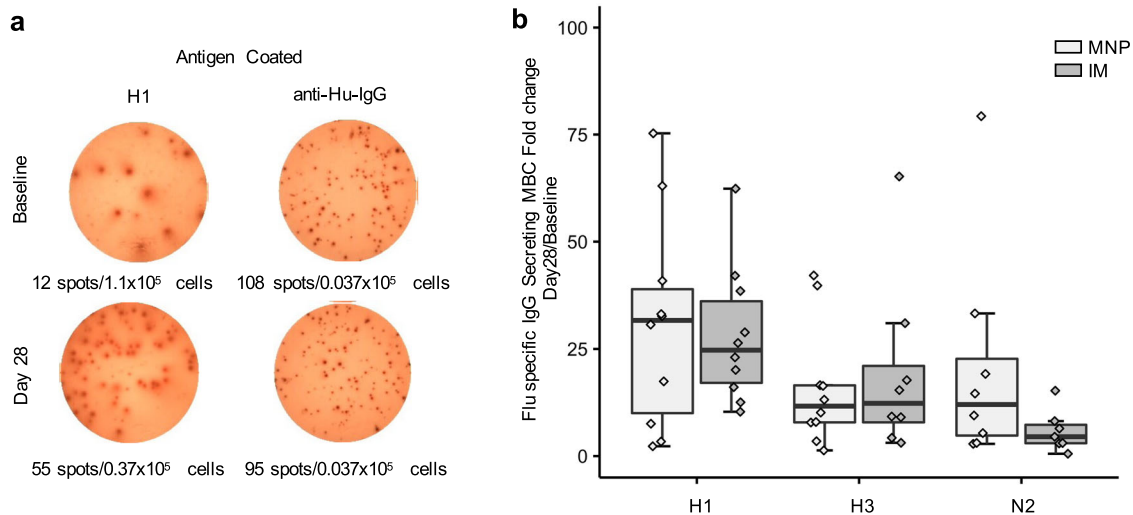 a
Antigen Coated
H1 anti-Hu-IgG
Baseline
12 spots/1.1x10⁵ cells 108 spots/0.037x10⁵ cells
Day 28
55 spots/0.37x10⁵ cells 95 spots/0.037x10⁵ cells
b
Flu specific IgG Secreting MBC Fold change
Day28/Baseline
100
75
50
25
0
MNP
IM
H1 H3 N2